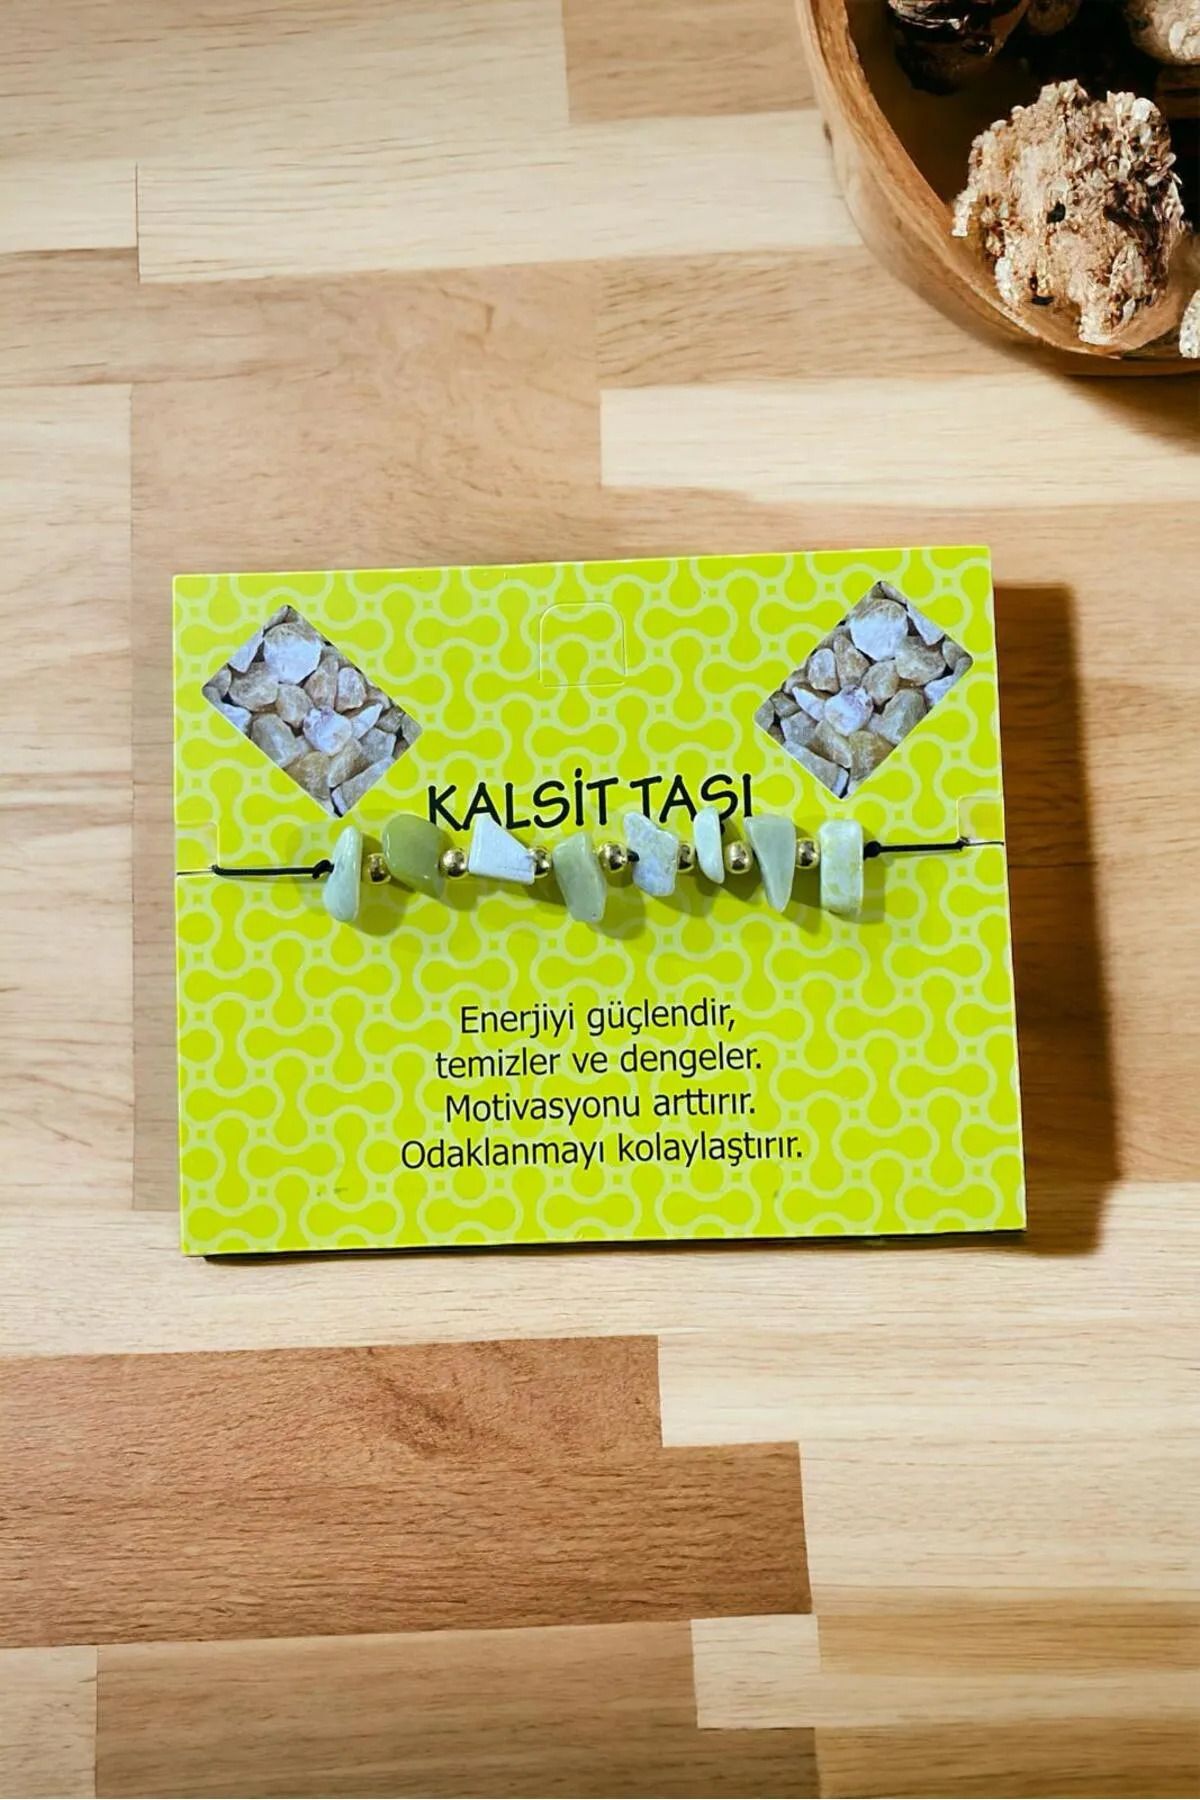 KALSİT TAŞI
Enerjiyi güçlendir,
temizler ve dengeler.
Motivasyonu arttırır.
Odaklanmayı kolaylaştırır.